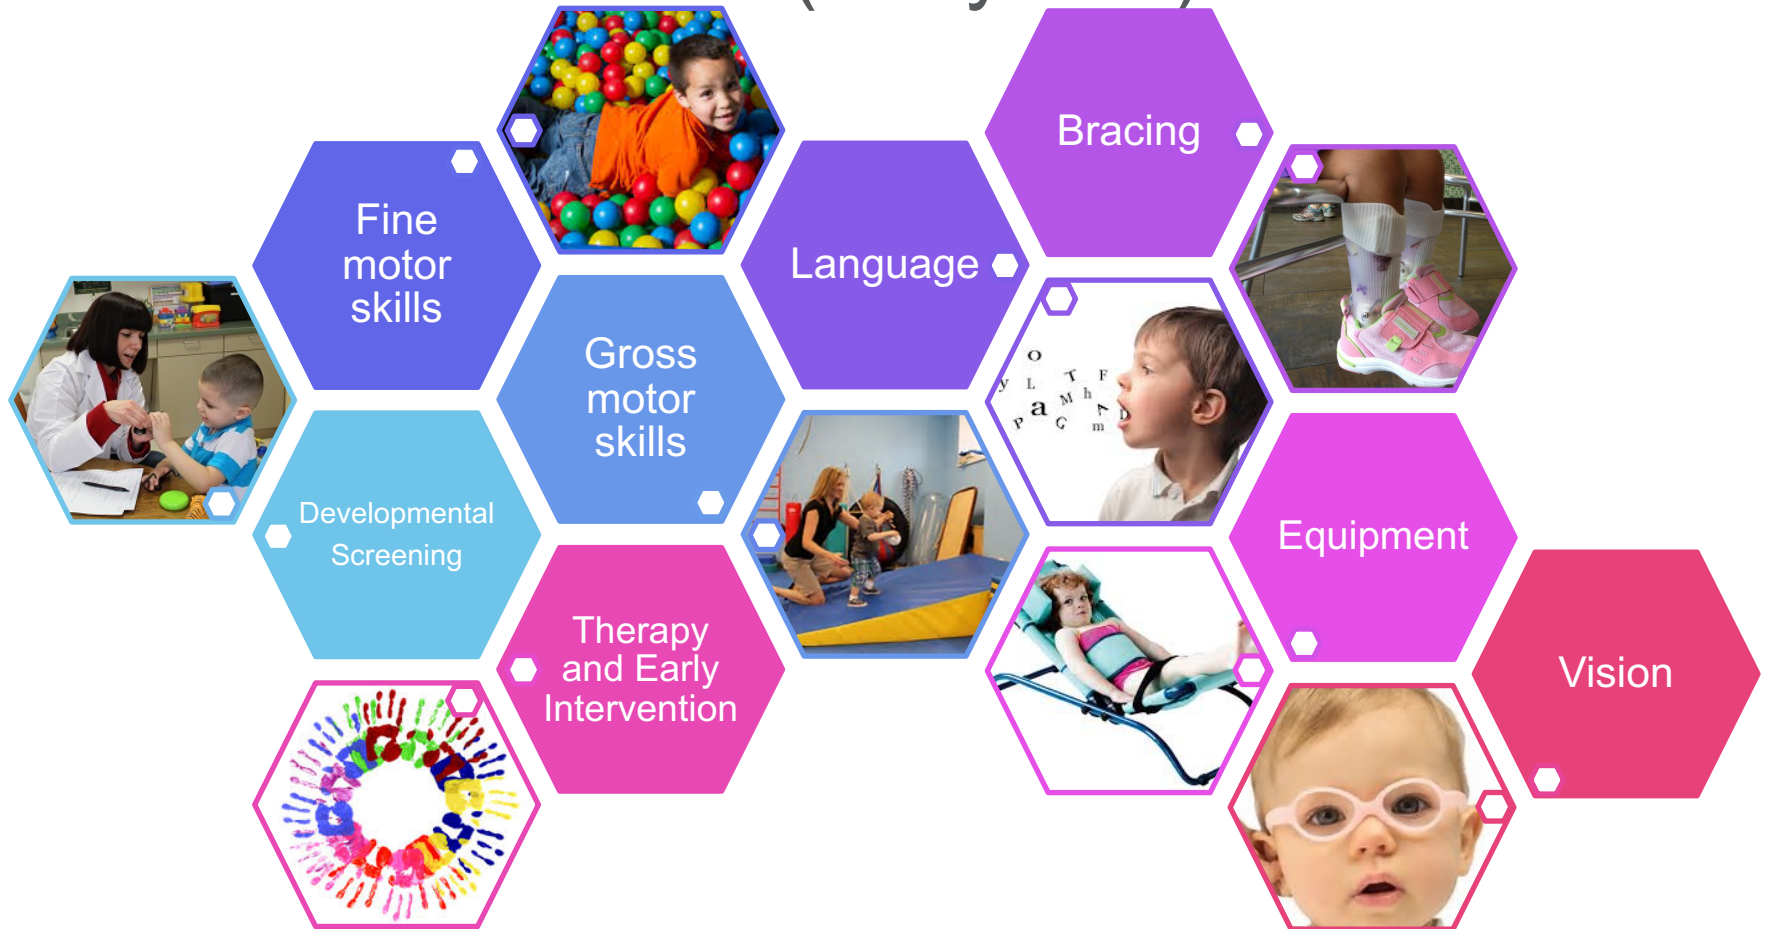 Bracing
Fine
motor
skills
Language
Gross
motor
skills
Developmental
Screening
Equipment
Therapy
and Early
Intervention
Vision
O
y L T F
a M h
P G m D